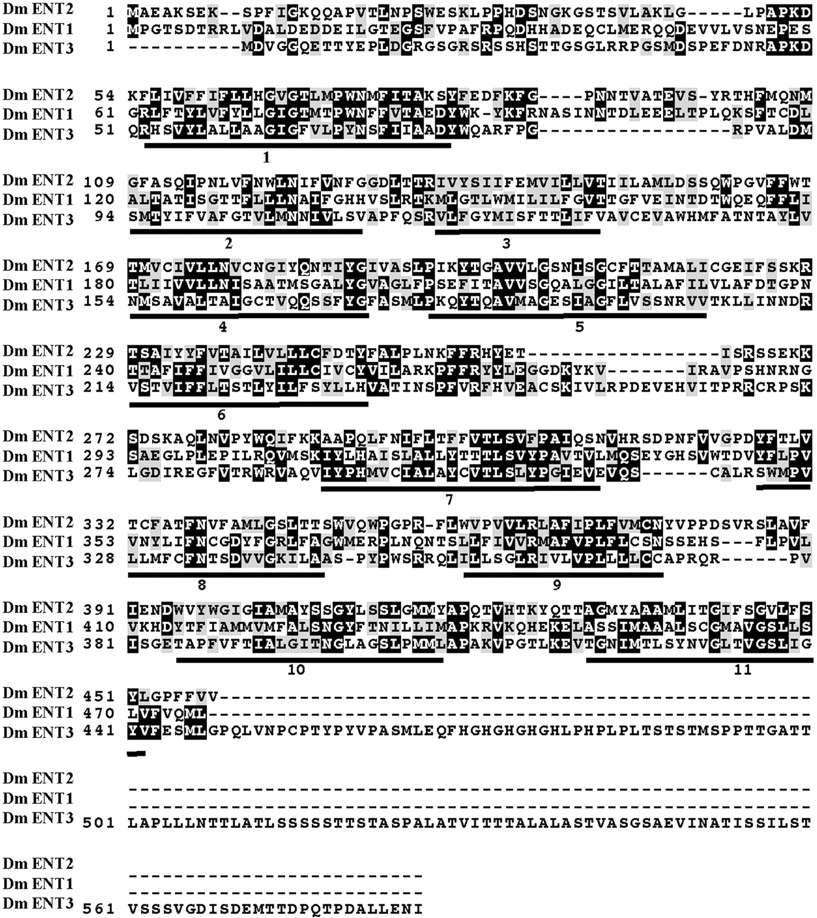 Dm ENT2 1 MAEAKSEK--SPFIGKQQAPVTLNPSWESKLPPHDSNGKGSTSVLAKLG---LPAPKD
Dm ENT1 1 MPGTSDTRRLVDALDEDDEILGTEGSFVPAFRPQDHHADEQCLMERQQDEVVLVSNEPES
Dm ENT3 1 ----------MDVGGQETTYEPLDGRGSGRSRSSHSTTGSGLRRPGSMDSPEFDNRAPKD
Dm ENT2 54 KFLIVFFIFLLHGVGTLMPWNMFITAKSYFEDFKFG---PNNTVATEVS-YRTHFMQNM
Dm ENT1 61 GRLFTYLVFYLLGIGTMTPWNFFVTAEDYWK-YKFRNASINNTDLEEELTPLQKSFTCDL
Dm ENT3 51 QRHSVYLALLAAGIGFVLPYNSFIIAADYWQARFPG-----------------RPVALDM
1
Dm ENT2 109 GFASQIPNLVFNWLNIFVNFGGDLTTRIVYSIIFEMVILLVTIILAMLDSSQWPGVFFWT
Dm ENT1 120 ALTATISGTTFLLLNAIFGHHVSLRTKMLGTLWMILILFGVTTGFVEINTDTWQEQFFLI
Dm ENT3 94 SMTYIFVAFGTVLMNNIVLSVAPFQSRVLFGYMISFTTLIFVAVCEVAWHMFATNTAYLV
2 3
Dm ENT2 169 TMVCIVLLNVCNGIYQNTIYGIVASLPIKYTGAVVLGSNISGCFTTAMALICGEIFSSKR
Dm ENT1 180 TLIIVVLLNISAATMSGALYGVAGLFPSEFITAVVSGQALGGILTALAFILVLAFDTGPN
Dm ENT3 154 NMSAVALTAIGCTVQQSSFYGFASMLPKQYTQAVMAGESIAGFLVSSNRVVTKLLINNDR
4 5
Dm ENT2 229 TSAIYYFVTAILVLLLCFDTYFALPLNKFFRHYET-----------------ISRSSEKK
Dm ENT1 240 TTAFIFFIVGGVLILLCIVCYVILARKPFFRYYLEGGDKYKV-------IRAVPSHNRNG
Dm ENT3 214 VSTVIFFLTSTLYILFSYLLHVATINSPFVRFHVEACSKIVLRPDEVEHVITPRRCRPSK
6
Dm ENT2 272 SDSKAQLNVPYWQIFKKAAPQLFNIFLTFFVTLSVFPAIQSNVHRSDPNFVVGPDYFTLV
Dm ENT1 293 SAEGLPLEPILRQVMSKIYLHAISLALLYTTTLSVYPAVTVLMQSEYGHSVWTDVYFLPV
Dm ENT3 274 LGDIREGFVTRWRVAQVIYPHMVCIALAYCVTLSLYPGIEVEVQS------CALRSWMPV
7
Dm ENT2 332 TCFATFNVFAMLGSLTTSWVQWPGPR-FLWVPVVLRLAFIPLFVMCNYVPPDSVRSLAVF
Dm ENT1 353 VNYLIFNCGDYFGRLFAGWMERPLNQNTSLLFIVVRMAFVPLFLCSNSSEHS---FLPVL
Dm ENT3 328 LLMFCFNTSDVVGKILAAS-PYPWSRRQLILLSGLRIVLVPLLLLCCAPRQR-----PV
8 9
Dm ENT2 391 IENDWVYWGIGIAMAYSSGYLSSLGMMYAPQTVHTKYQTTAGMYAAAMLITGIFSGVLFS
Dm ENT1 410 VKHDYTFIAMMVMFALSNGYFTNILLIMAPKRVKQHEKELASSIMAAALSCGMAVGSLLS
Dm ENT3 381 ISGETAPFVFTIALGITNGLAGSLPMMLAPAKVPGTLKEVTGNIMTLSYNVGLTVGSLIG
10 11
Dm ENT2 451 YLGPFFVV----------------------------------------------------
Dm ENT1 470 LVFVQML-----------------------------------------------------
Dm ENT3 441 YVFESMLGPQLVNPCPTYPYVPASMLEQFHGHGHGHGHLPHPLPLTSTSTMSPPTTGATT
Dm ENT2 ------------------------------------------------------------
Dm ENT1 ------------------------------------------------------------
Dm ENT3 501 LAPLLLNTTLATLSSSSSTTSTASPALATVITTTALALASTVASGSAEVINATISSILST
Dm ENT2 --------------------------
Dm ENT1 --------------------------
Dm ENT3 561 VSSSVGDISDEMTTDPQTPDALLENI